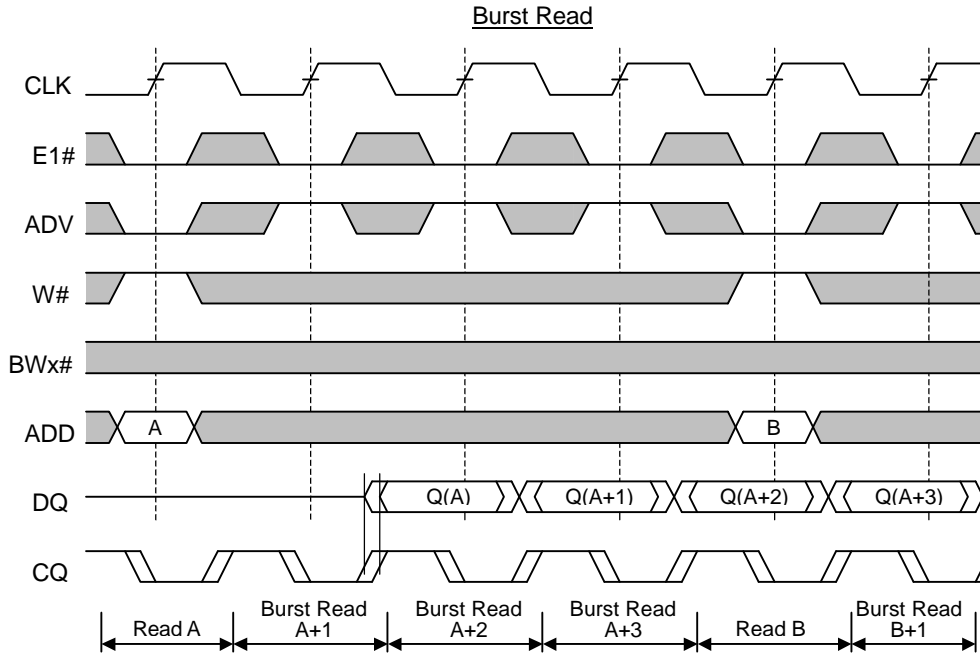 Burst Read
CLK
E1#
ADV
W#
BWx#
ADD
A
B
DQ
Q(A)
Q(A+1)
Q(A+2)
Q(A+3)
CQ
Read A
Burst Read
A+1
Burst Read
A+2
Burst Read
A+3
Read B
Burst Read
B+1